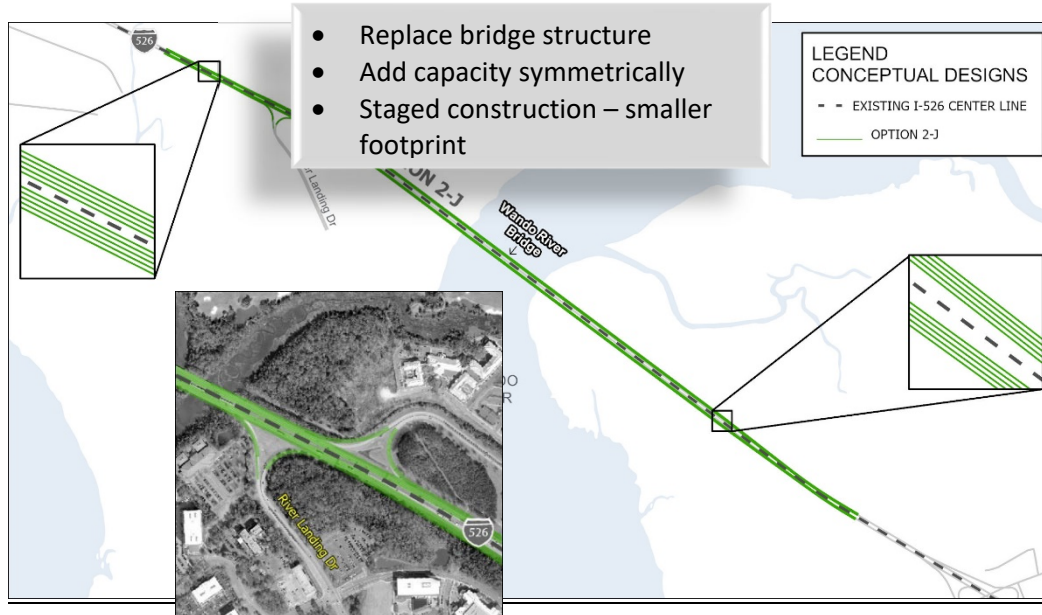 526
• Replace bridge structure
• Add capacity symmetrically
• Staged construction – smaller
footprint
LEGEND
CONCEPTUAL DESIGNS
EXISTING I-526 CENTER LINE
OPTION 2-J
ON 2-J
Landing Dr
Wando River
Bridge
River Landing Dr
526